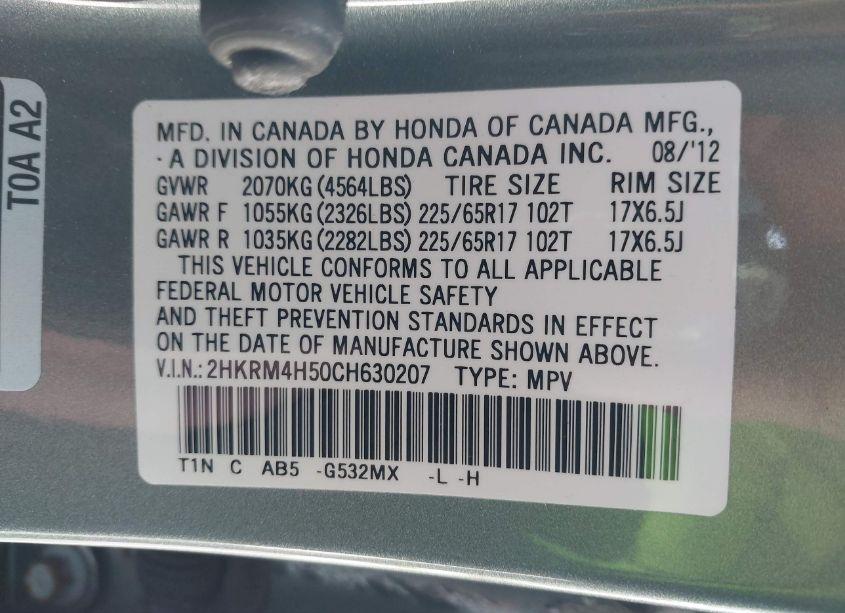 T0A A2
MFD. IN CANADA BY HONDA OF CANADA MFG.,
A DIVISION OF HONDA CANADA INC. 08/'12
GVWR 2070KG (4564LBS) TIRE SIZE RIM SIZE
GAWR F 1055KG (2326LBS) 225/65R17 102T 17X6.5J
GAWR R 1035KG (2282LBS) 225/65R17 102T 17X6.5J
THIS VEHICLE CONFORMS TO ALL APPLICABLE
FEDERAL MOTOR VEHICLE SAFETY
AND THEFT PREVENTION STANDARDS IN EFFECT
ON THE DATE OF MANUFACTURE SHOWN ABOVE.
V.I.N.: 2HKRM4H50CH630207 TYPE: MPV
T1N C AB5 -G532MX -L -H